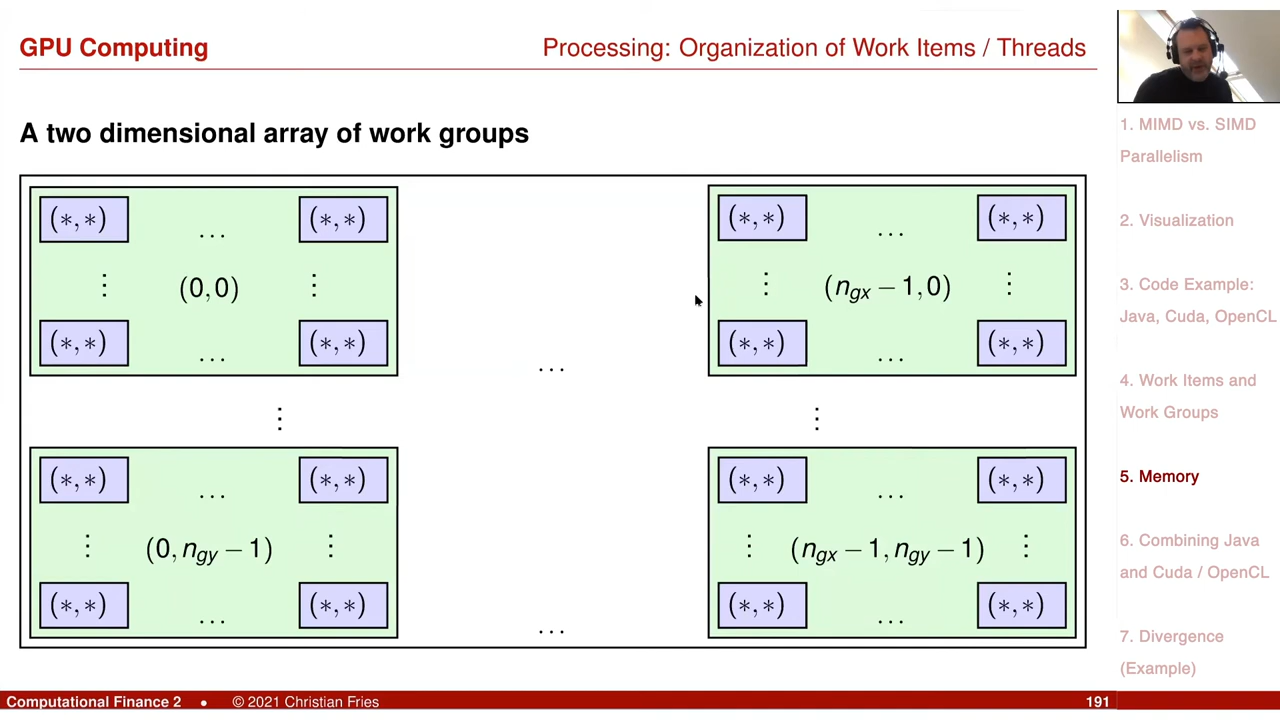 GPU Computing
Processing: Organization of Work Items / Threads
A two dimensional array of work groups
(∗,∗) ... (∗,∗)
⋮ (0,0) ⋮
(∗,∗) ... (∗,∗)
...
(∗,∗) ... (∗,∗)
⋮ (n_gx − 1,0) ⋮
(∗,∗) ... (∗,∗)
⋮ ⋮
(∗,∗) ... (∗,∗)
⋮ (0,n_gy − 1) ⋮
(∗,∗) ... (∗,∗)
...
(∗,∗) ... (∗,∗)
⋮ (n_gx − 1,n_gy − 1) ⋮
(∗,∗) ... (∗,∗)
1. MIMD vs. SIMD
Parallelism
2. Visualization
3. Code Example:
Java, Cuda, OpenCL
4. Work Items and
Work Groups
5. Memory
6. Combining Java
and Cuda / OpenCL
7. Divergence
(Example)
Computational Finance 2 • © 2021 Christian Fries
191